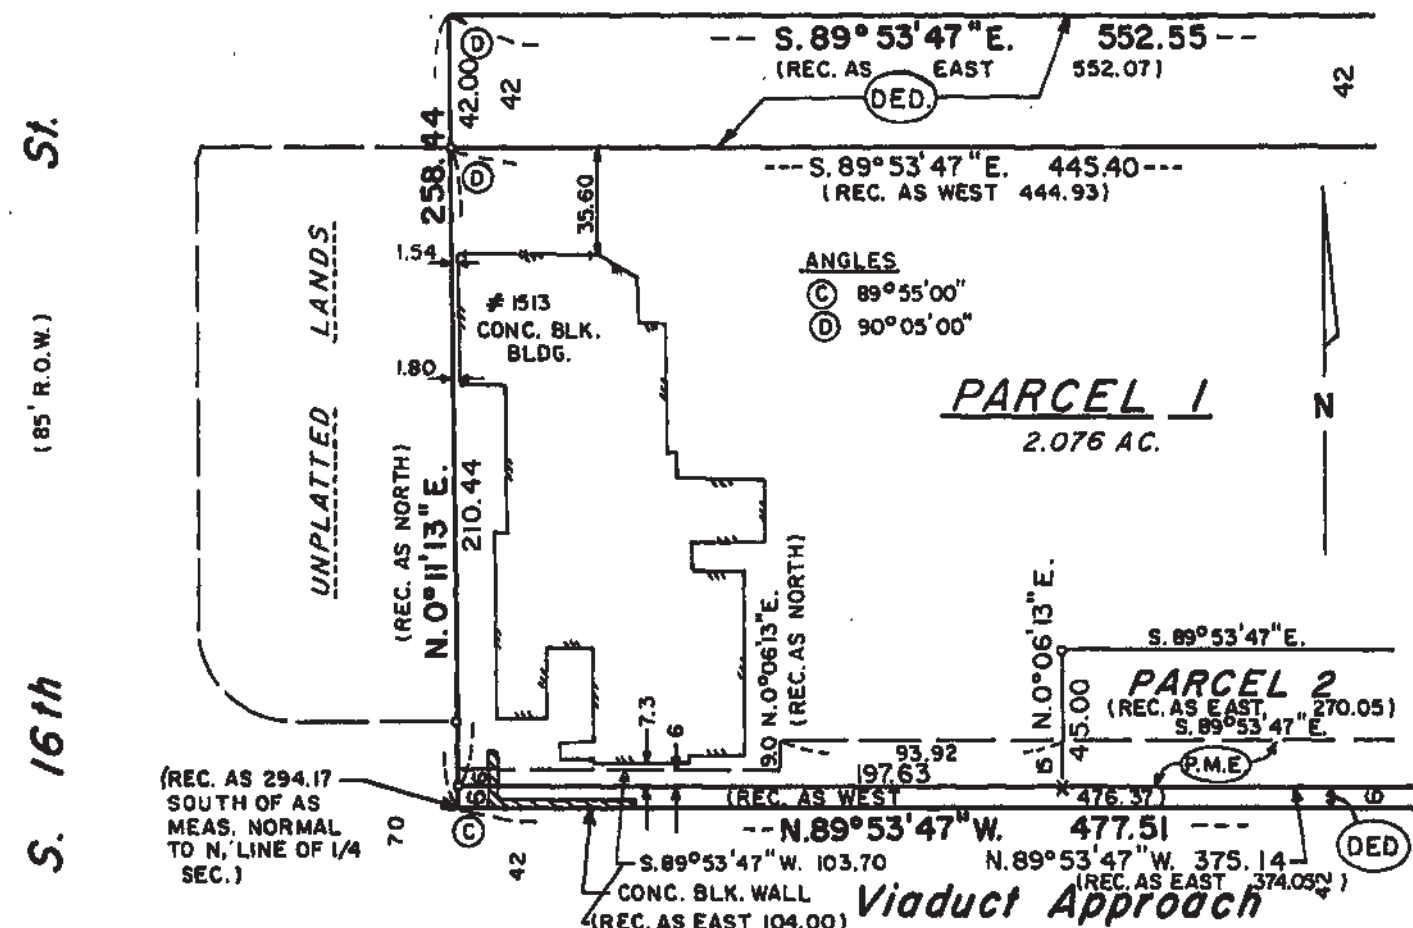 S. 16th St.
(85' R.O.W.)
UNPLATTED LANDS
D
42.00
42
-- S. 89° 53' 47" E. 552.55 --
(REC. AS EAST 552.07)
DED.
42
258.44
D
--- S. 89° 53' 47" E. 445.40 ---
(REC. AS WEST 444.93)
35.60
1.54
# 1513
CONC. BLK.
BLDG.
ANGLES
C 89° 55' 00"
D 90° 05' 00"
1.80
PARCEL 1
2.076 AC.
N
(REC. AS NORTH)
N. 0° 11' 13" E.
210.44
9.0 N. 0° 06' 13" E.
(REC. AS NORTH)
N. 0° 06' 13" E.
45.00
15
S. 89° 53' 47" E.
PARCEL 2
(REC. AS EAST 270.05)
S. 89° 53' 47" E.
7.3
6
93.92
P.M.E
197.63
(REC. AS WEST 476.37)
6
6
(REC. AS 294.17
SOUTH OF AS
MEAS. NORMAL
TO N. LINE OF 1/4
SEC.)
70
C
42
-- N. 89° 53' 47" W. 477.51 ---
DED
S. 89° 53' 47" W. 103.70
N. 89° 53' 47" W. 375.14
(REC. AS EAST 374.05)
42
CONC. BLK. WALL
(REC. AS EAST 104.00)
Viaduct Approach